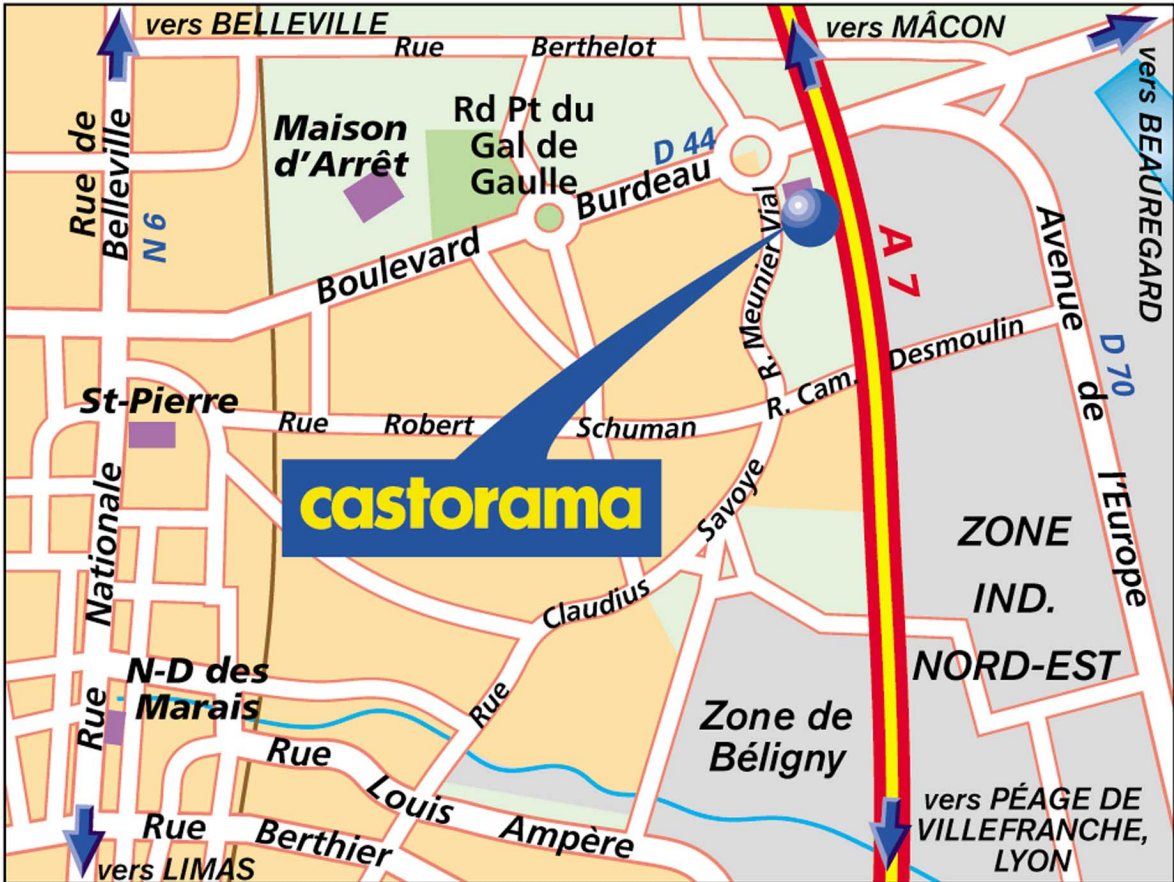 vers BELLEVILLE
Rue Berthelot
vers MÂCON
vers BEAUREGARD
Rue de
Belleville
N 6
Maison
d'Arrêt
Rd Pt du
Gal de
Gaulle
D 44
Boulevard Burdeau
R. Meunier Vial
A 7
Avenue de l'Europe
D 70
St-Pierre
Rue Robert Schuman
R. Cam. Desmoulin
castorama
Rue Nationale
Rue Claudius Savoye
ZONE
IND.
NORD-EST
N-D des
Marais
Zone de
Béligny
Rue Louis Ampère
Rue Berthier
vers LIMAS
vers PÉAGE DE
VILLEFRANCHE,
LYON